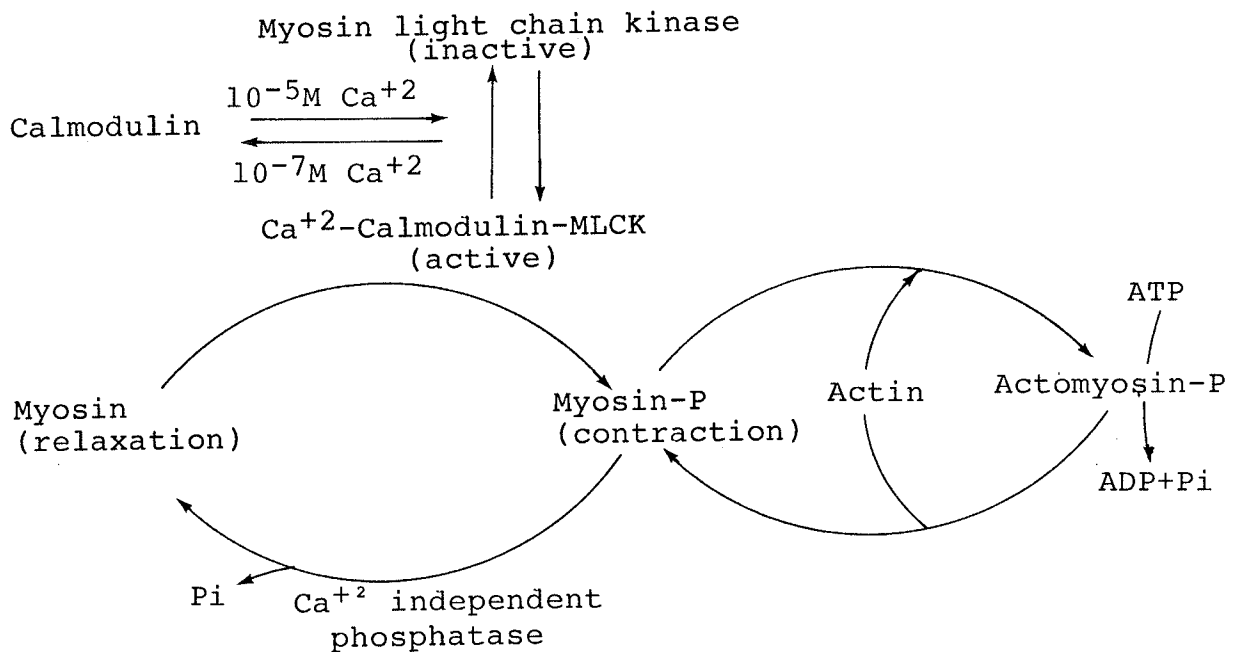 Myosin light chain kinase
(inactive)
10⁻⁵M Ca⁺²
Calmodulin
10⁻⁷M Ca⁺²
Ca⁺²-Calmodulin-MLCK
(active)
ATP
Myosin
(relaxation)
Myosin-P
(contraction)
Actin
Actomyosin-P
ADP+Pi
Pi
Ca⁺² independent
phosphatase